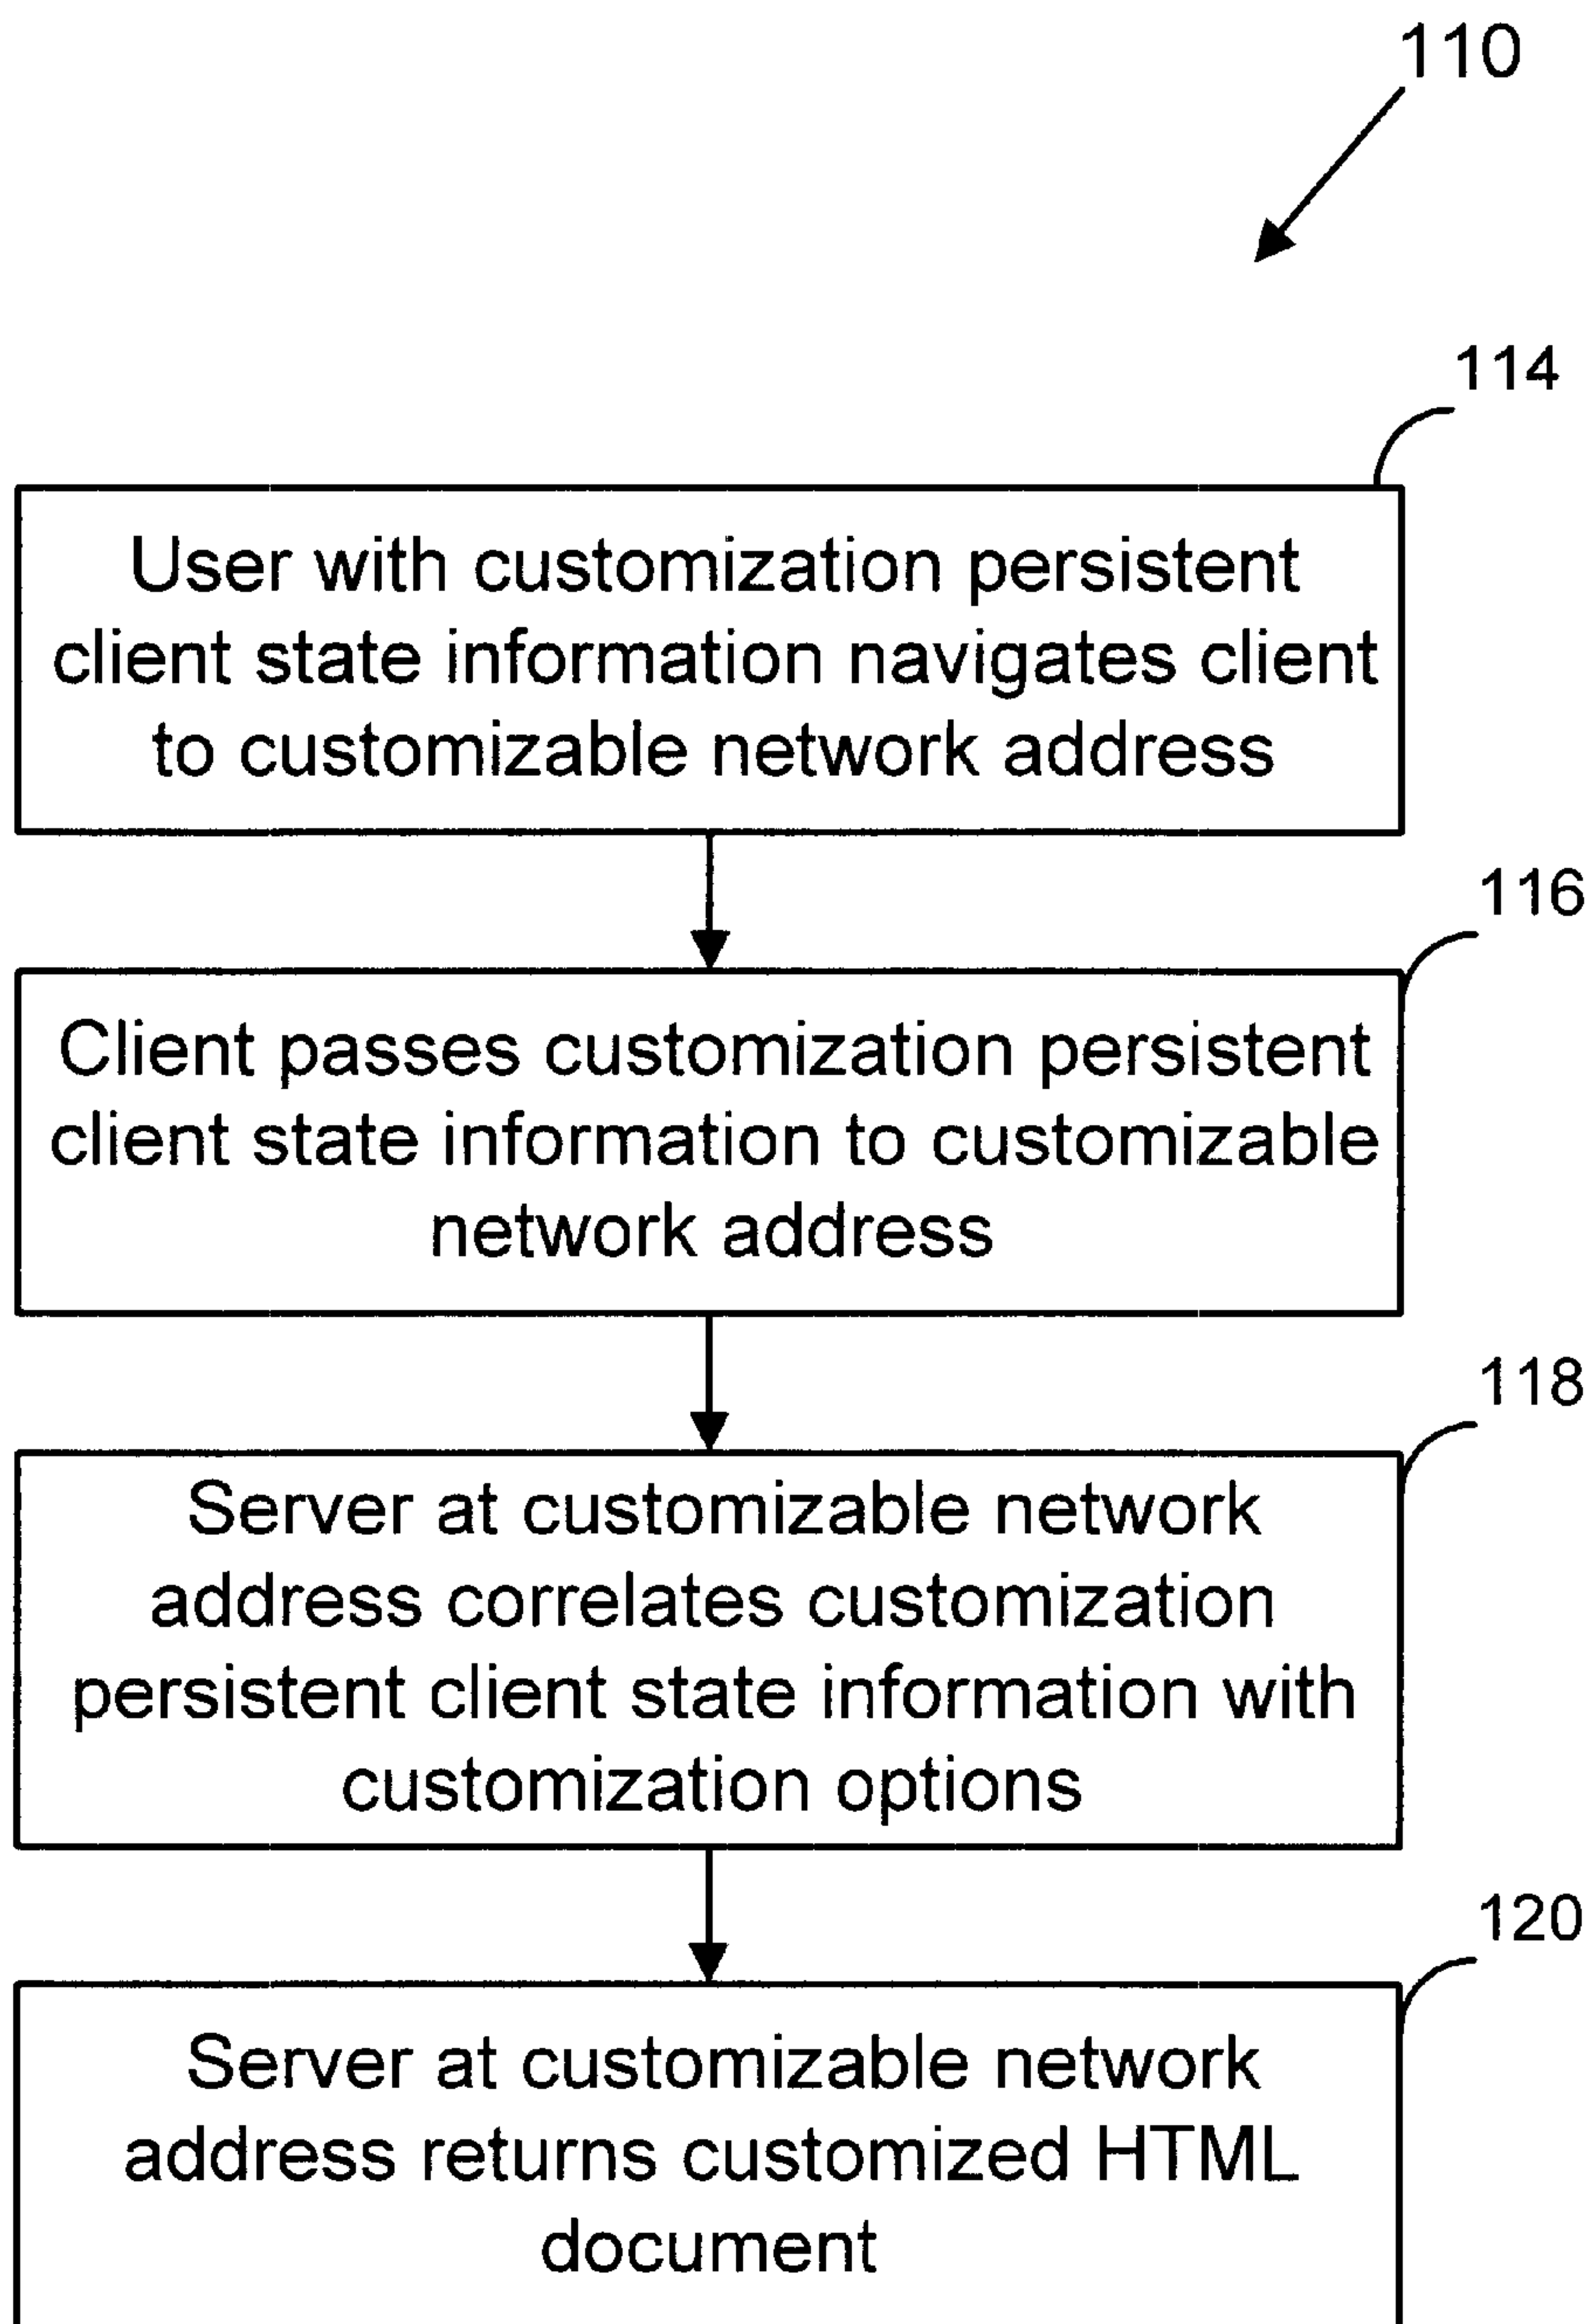 110
114
User with customization persistent
client state information navigates client
to customizable network address
116
Client passes customization persistent
client state information to customizable
network address
118
Server at customizable network
address correlates customization
persistent client state information with
customization options
120
Server at customizable network
address returns customized HTML
document